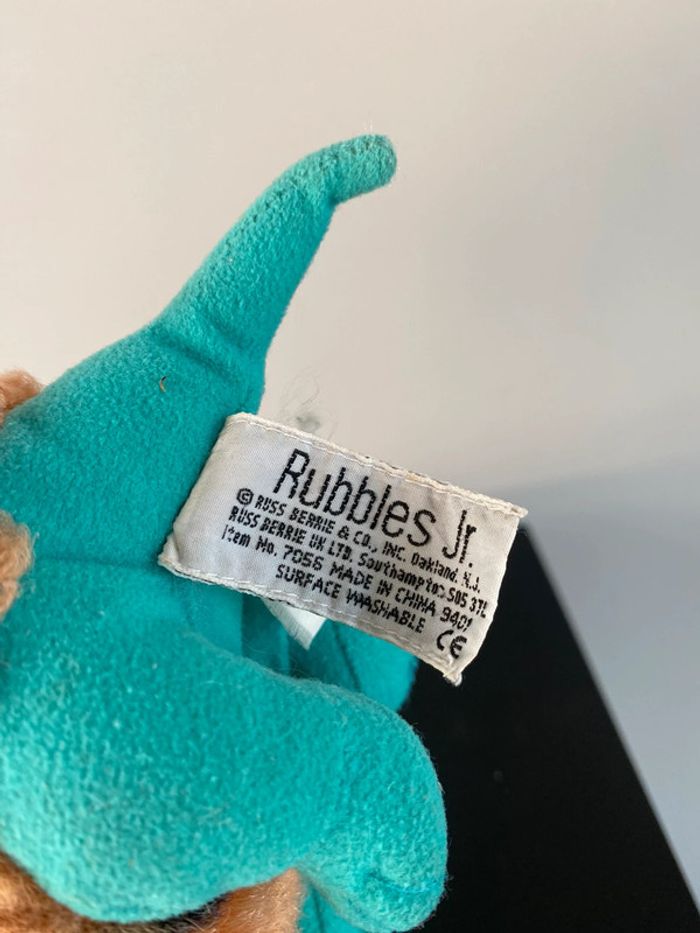 Rubbles Jr.
© RUSS BERRIE & CO., INC. Oakland, N.J.
RUSS BERRIE UK LTD, Southampton SO5 3TL
Item No. 7056 MADE IN CHINA 9401
SURFACE WASHABLE CE